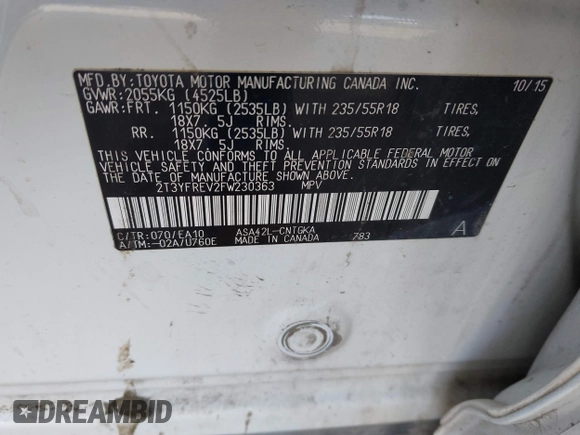 MFD.BY:TOYOTA MOTOR MANUFACTURING CANADA INC. 10/15
GVWR:2055KG (4525LB)
GAWR:FRT. 1150KG (2535LB) WITH 235/55R18 TIRES,
18X7.5J RIMS.
RR. 1150KG (2535LB) WITH 235/55R18 TIRES,
18X7.5J RIMS.
THIS VEHICLE CONFORMS TO ALL APPLICABLE FEDERAL MOTOR
VEHICLE SAFETY, THEFT PREVENTION STANDARDS IN EFFECT
ON THE DATE OF MANUFACTURE SHOWN ABOVE.
2T3YFREV2FW230363 MPV
C/TR:070/EA10 ASA42L-CNTGKA A
A/TM:-02A/U760E MADE IN CANADA 783
DREAMBID